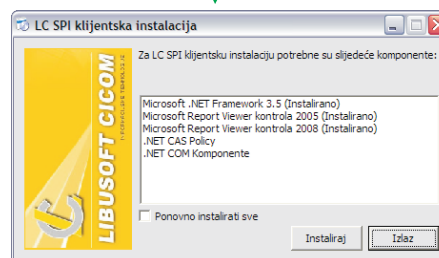 LC SPI klijentska instalacija
Za LC SPI klijentsku instalaciju potrebne su slijedeće komponente:
Microsoft .NET Framework 3.5 (Instalirano)
Microsoft Report Viewer kontrola 2005 (Instalirano)
Microsoft Report Viewer kontrola 2008 (Instalirano)
.NET CAS Policy
.NET COM Komponente
Ponovno instalirati sve
Instaliraj
Izlaz
LIBUSOFT CICOM